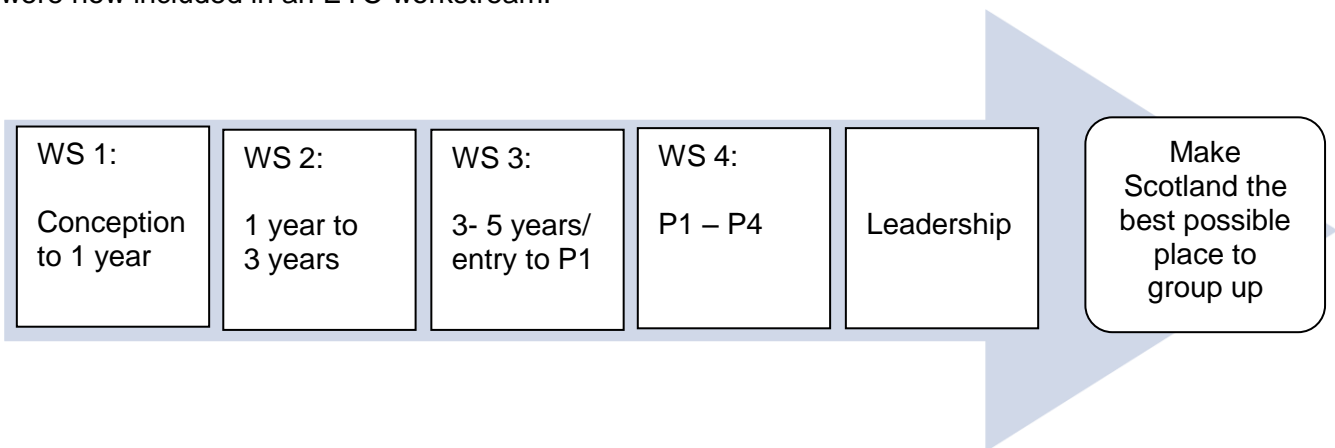 were now included in an EYC workstream.
WS 1:
Conception
to 1 year
WS 2:
1 year to
3 years
WS 3:
3- 5 years/
entry to P1
WS 4:
P1 – P4
Leadership
Make
Scotland the
best possible
place to
group up